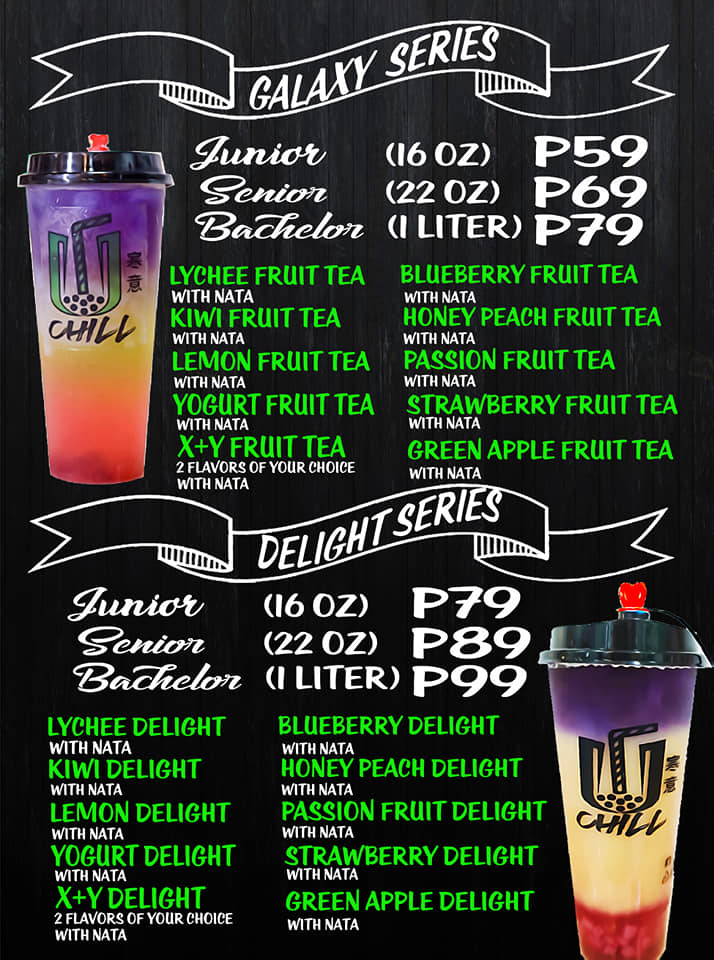 GALAXY SERIES
Junior (16 OZ) P59
Senior (22 OZ) P69
Bachelor (1 LITER) P79
LYCHEE FRUIT TEA
WITH NATA
KIWI FRUIT TEA
WITH NATA
LEMON FRUIT TEA
WITH NATA
YOGURT FRUIT TEA
WITH NATA
X+Y FRUIT TEA
2 FLAVORS OF YOUR CHOICE
WITH NATA
BLUEBERRY FRUIT TEA
WITH NATA
HONEY PEACH FRUIT TEA
WITH NATA
PASSION FRUIT TEA
WITH NATA
STRAWBERRY FRUIT TEA
WITH NATA
GREEN APPLE FRUIT TEA
WITH NATA
U
寒意
CHILL
DELIGHT SERIES
Junior (16 OZ) P79
Senior (22 OZ) P89
Bachelor (1 LITER) P99
LYCHEE DELIGHT
WITH NATA
KIWI DELIGHT
WITH NATA
LEMON DELIGHT
WITH NATA
YOGURT DELIGHT
WITH NATA
X+Y DELIGHT
2 FLAVORS OF YOUR CHOICE
WITH NATA
BLUEBERRY DELIGHT
WITH NATA
HONEY PEACH DELIGHT
WITH NATA
PASSION FRUIT DELIGHT
WITH NATA
STRAWBERRY DELIGHT
WITH NATA
GREEN APPLE DELIGHT
WITH NATA
U
寒意
CHILL